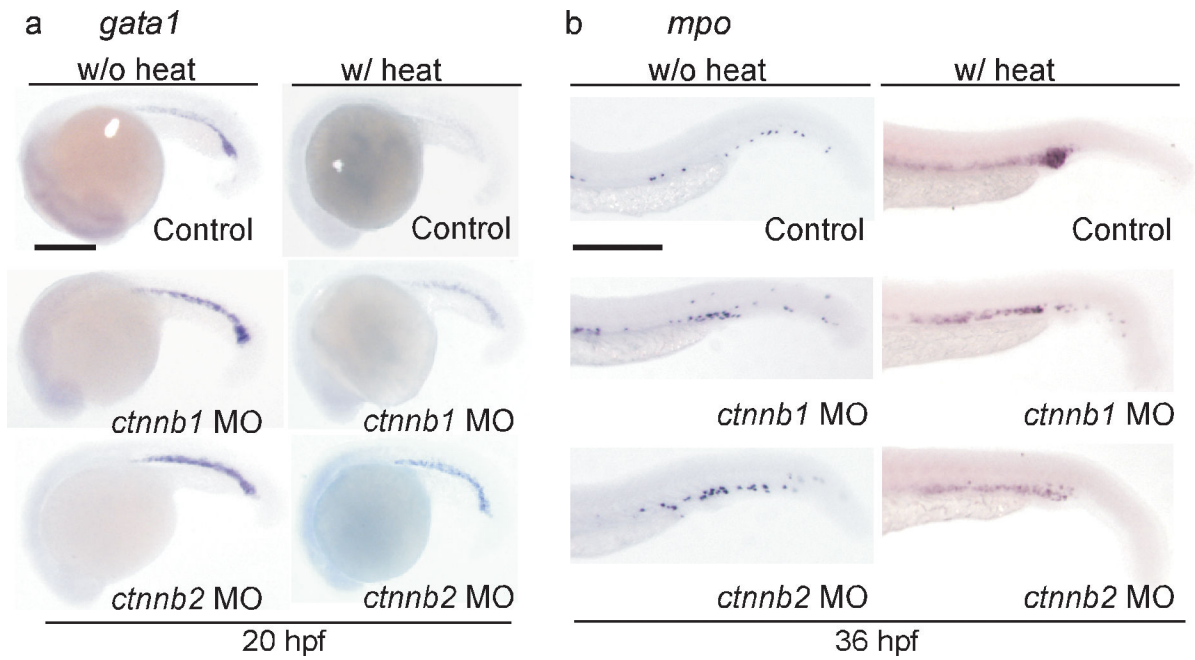 a gata1
w/o heat w/ heat
Control Control
ctnnb1 MO ctnnb1 MO
ctnnb2 MO ctnnb2 MO
20 hpf
b mpo
w/o heat w/ heat
Control Control
ctnnb1 MO ctnnb1 MO
ctnnb2 MO ctnnb2 MO
36 hpf